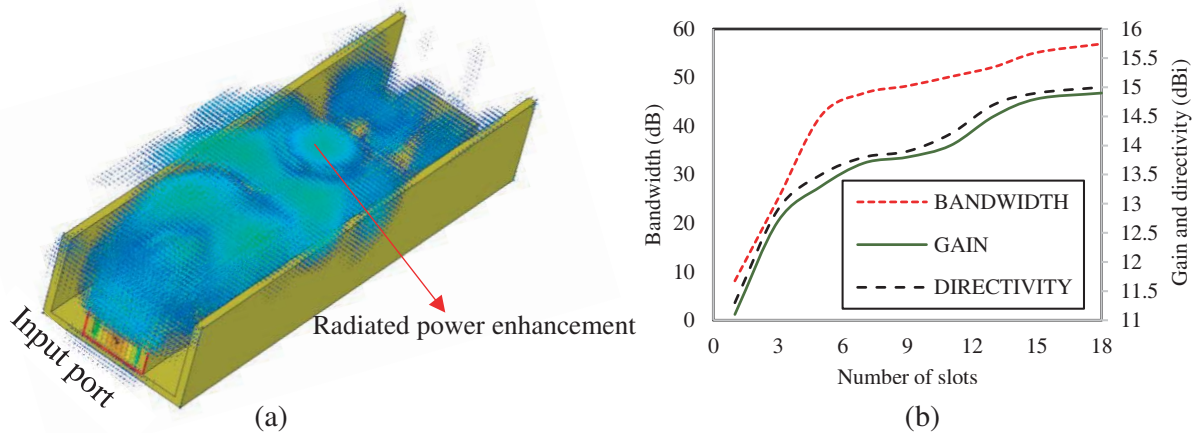 Input port
Radiated power enhancement
(a)
60
50
40
30
20
10
0
Bandwidth (dB)
16
15.5
15
14.5
14
13.5
13
12.5
12
11.5
11
Gain and directivity (dBi)
BANDWIDTH
GAIN
DIRECTIVITY
0 3 6 9 12 15 18
Number of slots
(b)